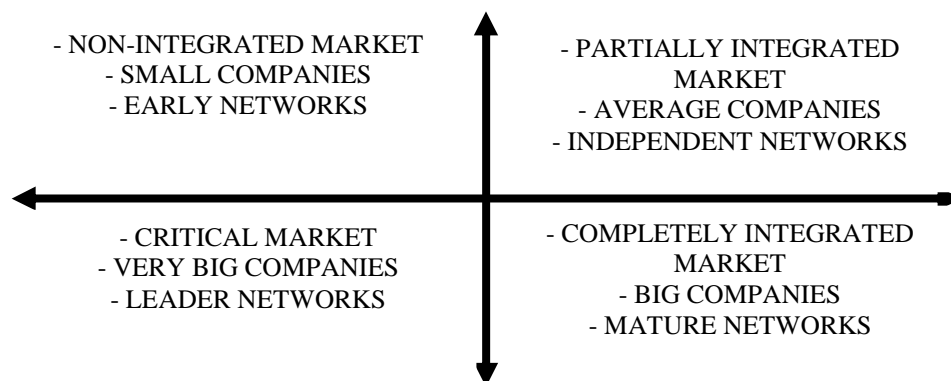 - NON-INTEGRATED MARKET
- SMALL COMPANIES
- EARLY NETWORKS
- PARTIALLY INTEGRATED
MARKET
- AVERAGE COMPANIES
- INDEPENDENT NETWORKS
- CRITICAL MARKET
- VERY BIG COMPANIES
- LEADER NETWORKS
- COMPLETELY INTEGRATED
MARKET
- BIG COMPANIES
- MATURE NETWORKS